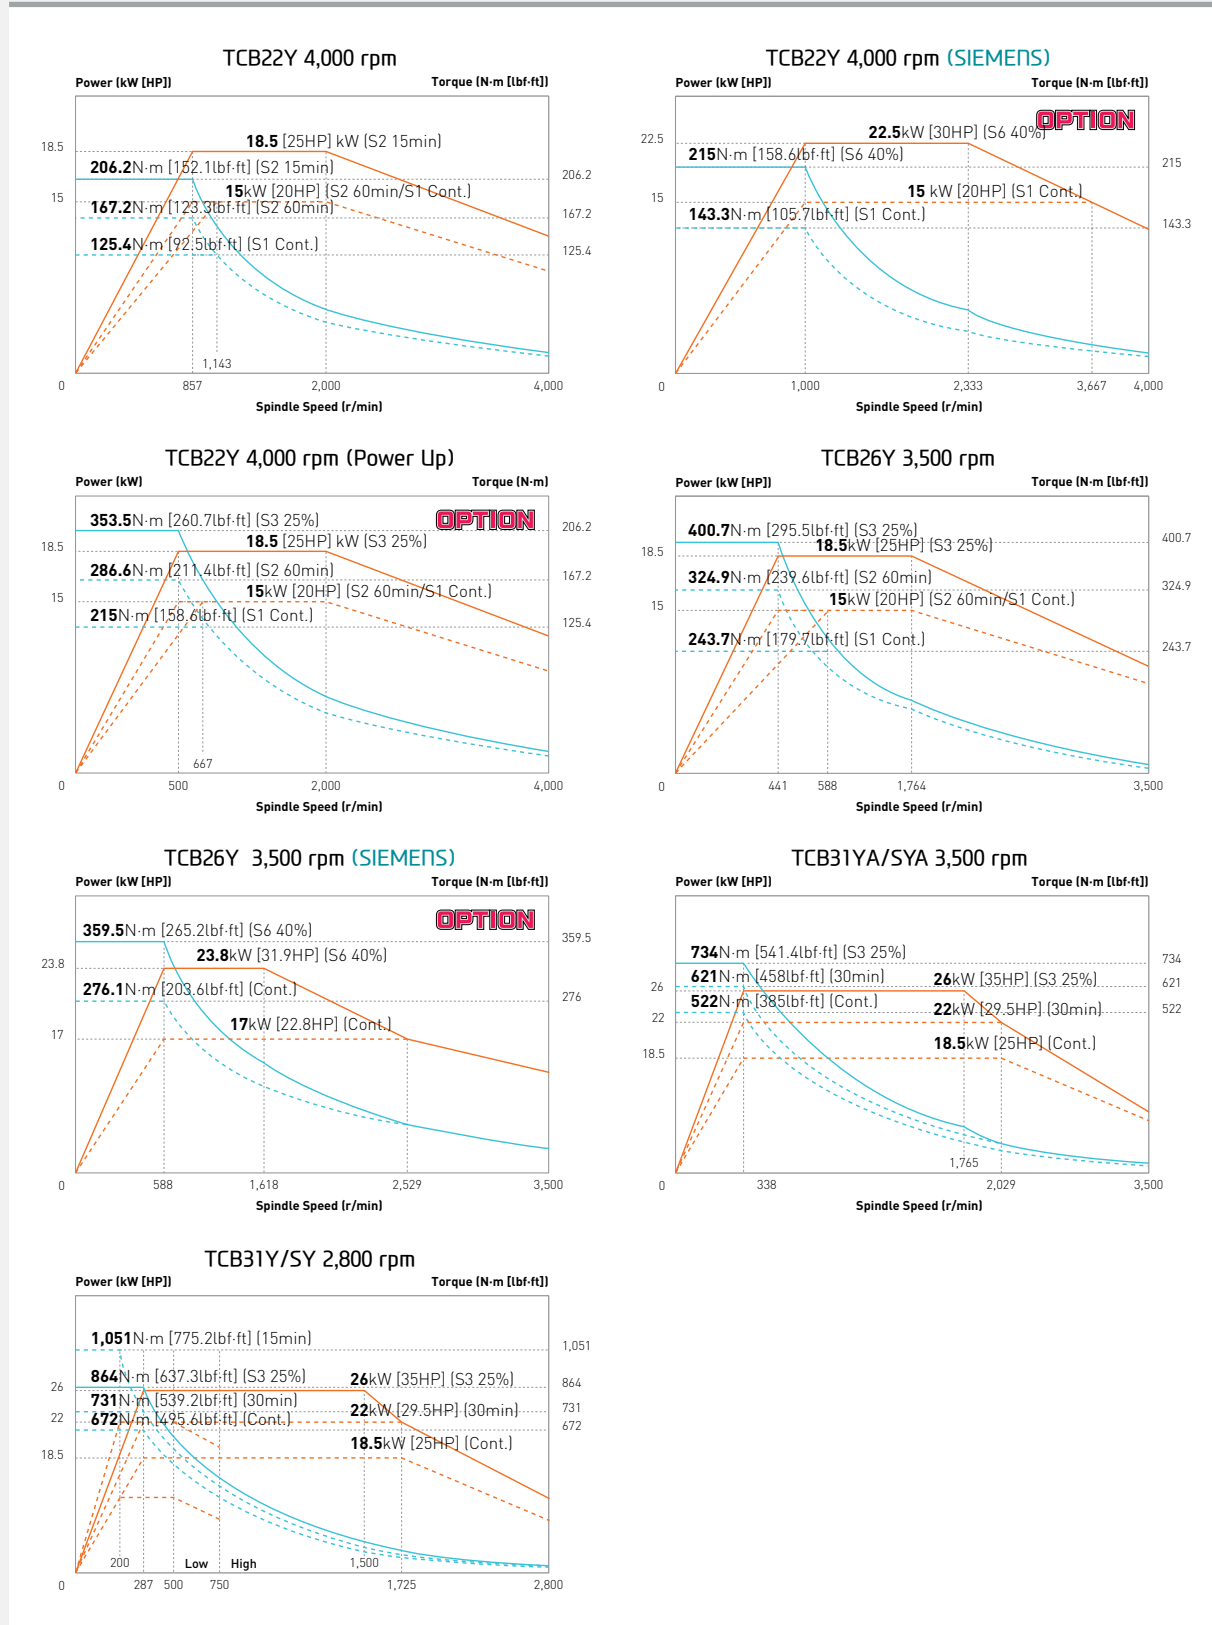 TCB22Y 4,000 rpm
Power (kW [HP])
Torque (N·m [lbf·ft])
18.5 [25HP] kW (S2 15min)
18.5
206.2N·m [152.1lbf·ft] (S2 15min)
206.2
15kW [20HP] (S2 60min/S1 Cont.)
15
167.2N·m [123.3lbf·ft] (S2 60min)
167.2
125.4N·m [92.5lbf·ft] (S1 Cont.)
125.4
1,143
0
857
2,000
4,000
Spindle Speed (r/min)
TCB22Y 4,000 rpm (SIEMENS)
Power (kW [HP])
Torque (N·m [lbf·ft])
OPTION
22.5kW [30HP] (S6 40%)
22.5
215N·m [158.6lbf·ft] (S6 40%)
215
15 kW [20HP] (S1 Cont.)
15
143.3N·m [105.7lbf·ft] (S1 Cont.)
143.3
0
1,000
2,333
3,667
4,000
Spindle Speed (r/min)
TCB22Y 4,000 rpm (Power Up)
Power (kW)
Torque (N·m)
353.5N·m [260.7lbf·ft] (S3 25%)
OPTION
206.2
18.5 [25HP] kW (S3 25%)
18.5
286.6N·m [211.4lbf·ft] (S2 60min)
167.2
15kW [20HP] (S2 60min/S1 Cont.)
15
215N·m [158.6lbf·ft] (S1 Cont.)
125.4
667
0
500
2,000
4,000
Spindle Speed (r/min)
TCB26Y 3,500 rpm
Power (kW [HP])
Torque (N·m [lbf·ft])
400.7N·m [295.5lbf·ft] (S3 25%)
400.7
18.5kW [25HP] (S3 25%)
18.5
324.9N·m [239.6lbf·ft] (S2 60min)
324.9
15kW [20HP] (S2 60min/S1 Cont.)
15
243.7N·m [179.7lbf·ft] (S1 Cont.)
243.7
0
441
588
1,764
3,500
Spindle Speed (r/min)
TCB26Y 3,500 rpm (SIEMENS)
Power (kW [HP])
Torque (N·m [lbf·ft])
OPTION
359.5N·m [265.2lbf·ft] (S6 40%)
359.5
23.8kW [31.9HP] (S6 40%)
23.8
276.1N·m [203.6lbf·ft] (Cont.)
276
17kW [22.8HP] (Cont.)
17
0
588
1,618
2,529
3,500
Spindle Speed (r/min)
TCB31YA/SYA 3,500 rpm
Power (kW [HP])
Torque (N·m [lbf·ft])
734N·m [541.4lbf·ft] (S3 25%)
734
621N·m [458lbf·ft] (30min)
621
26kW [35HP] (S3 25%)
26
522N·m [385lbf·ft] (Cont.)
522
22kW [29.5HP] (30min)
22
18.5kW [25HP] (Cont.)
18.5
1,765
0
338
2,029
3,500
Spindle Speed (r/min)
TCB31Y/SY 2,800 rpm
Power (kW [HP])
Torque (N·m [lbf·ft])
1,051N·m [775.2lbf·ft] (15min)
1,051
864N·m [637.3lbf·ft] (S3 25%)
864
26kW [35HP] (S3 25%)
26
731N·m [539.2lbf·ft] (30min)
731
22kW [29.5HP] (30min)
22
672N·m [495.6lbf·ft] (Cont.)
672
18.5kW [25HP] (Cont.)
18.5
200
Low
High
1,500
0
287
500
750
1,725
2,800